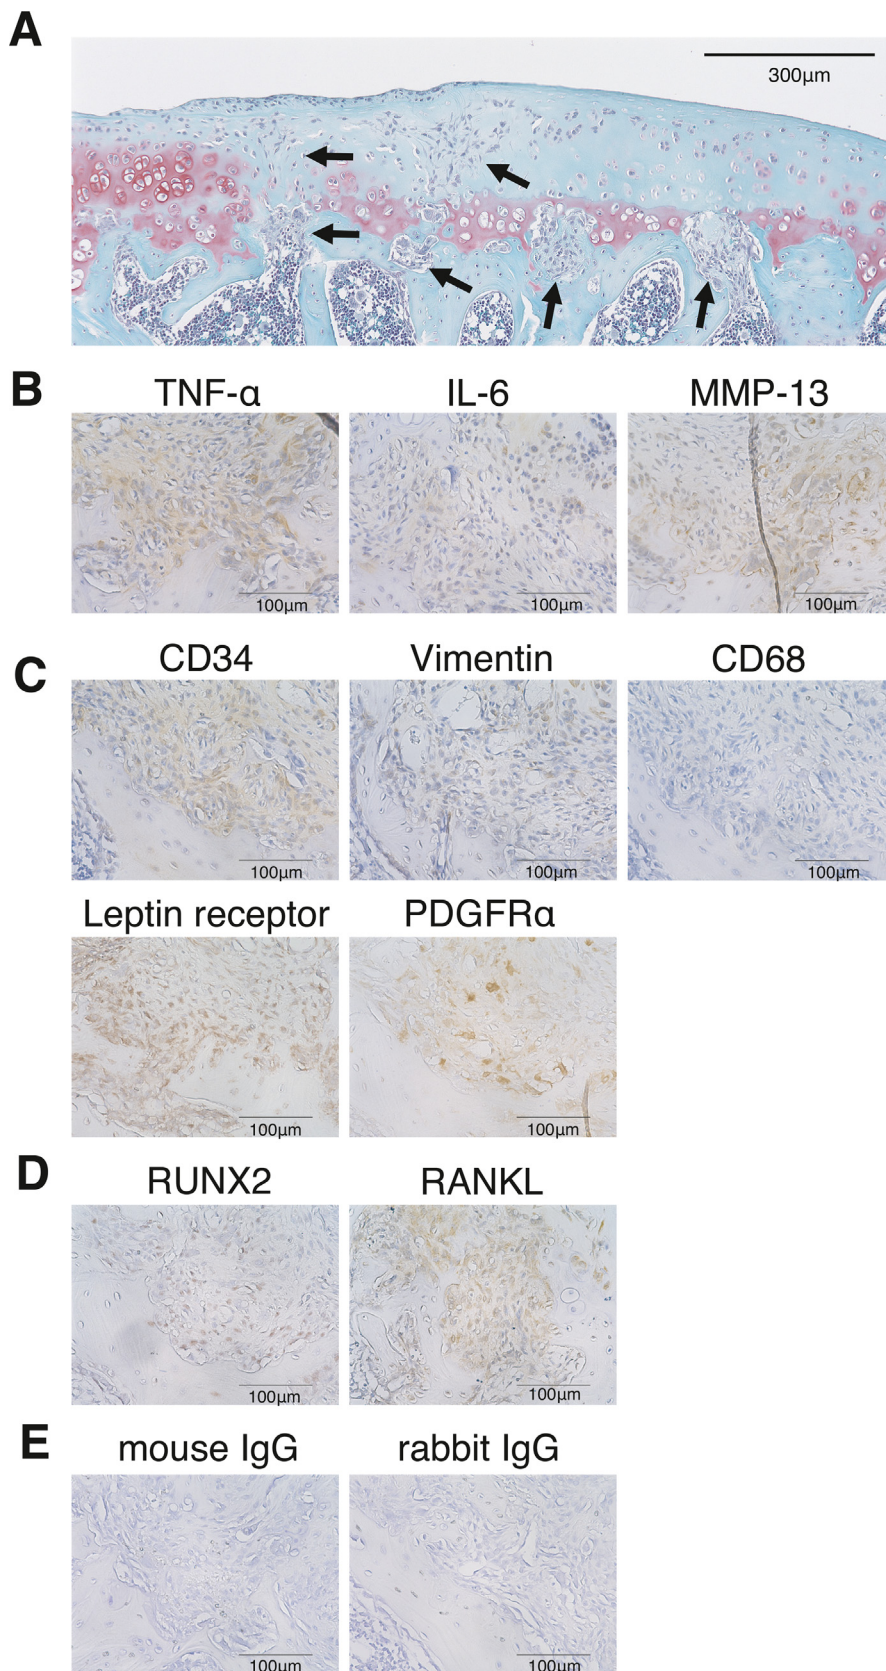 A
300μm
B
TNF-α IL-6 MMP-13
100μm 100μm 100μm
C
CD34 Vimentin CD68
100μm 100μm 100μm
Leptin receptor PDGFRα
100μm 100μm
D
RUNX2 RANKL
100μm 100μm
E
mouse IgG rabbit IgG
100μm 100μm